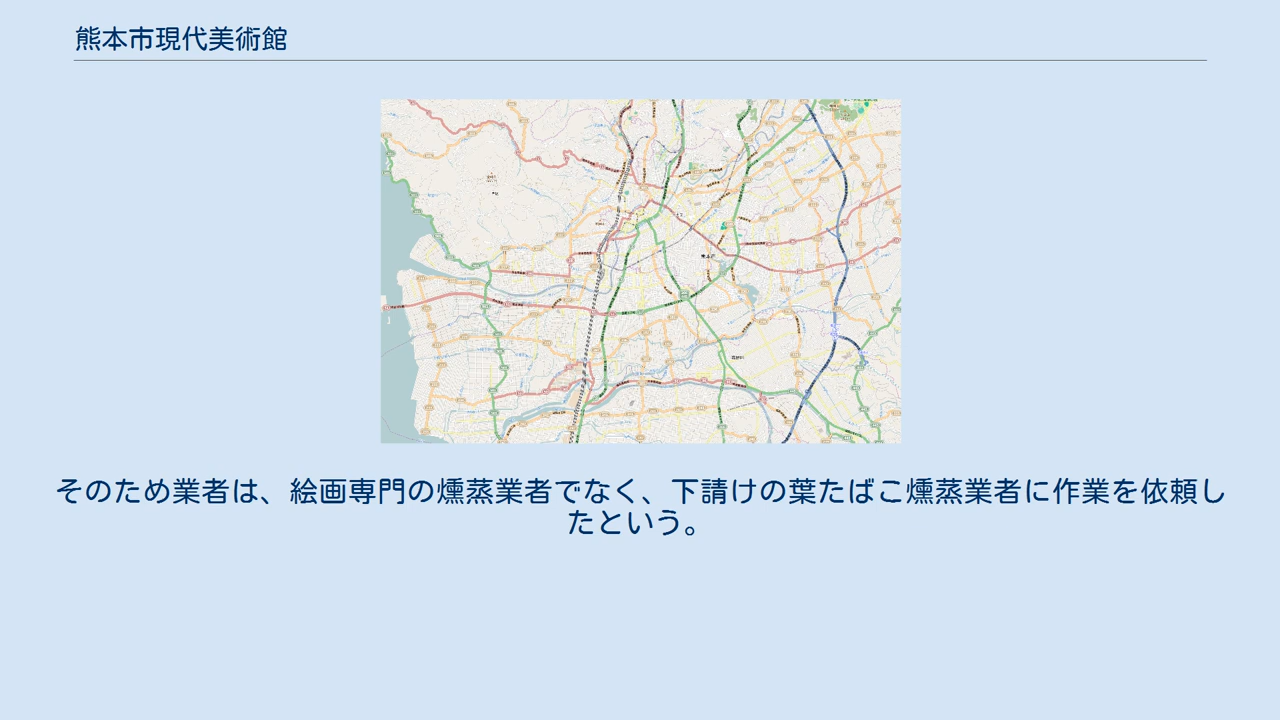 熊本市現代美術館
そのため業者は、絵画専門の燻蒸業者でなく、下請けの葉たばこ燻蒸業者に作業を依頼し
たという。